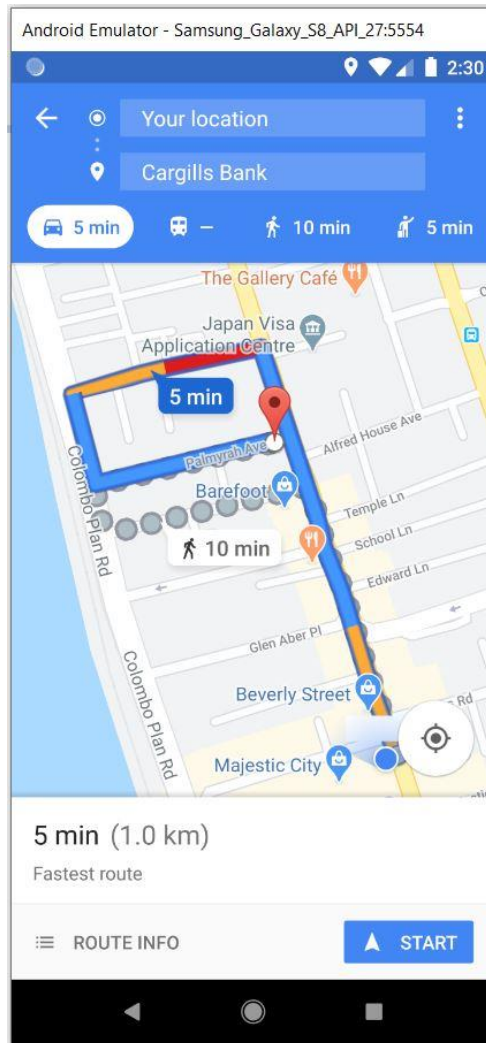 Android Emulator - Samsung_Galaxy_S8_API_27:5554
2:30
Your location
Cargills Bank
5 min
–
10 min
5 min
The Gallery Café
Japan Visa
Application Centre
5 min
Palmyrah Ave
Alfred House Ave
Barefoot
Colombo Plan Rd
Temple Ln
10 min
School Ln
Edward Ln
Glen Aber Pl
Colombo Plan Rd
Beverly Street
Rd
Majestic City
5 min (1.0 km)
Fastest route
ROUTE INFO
START